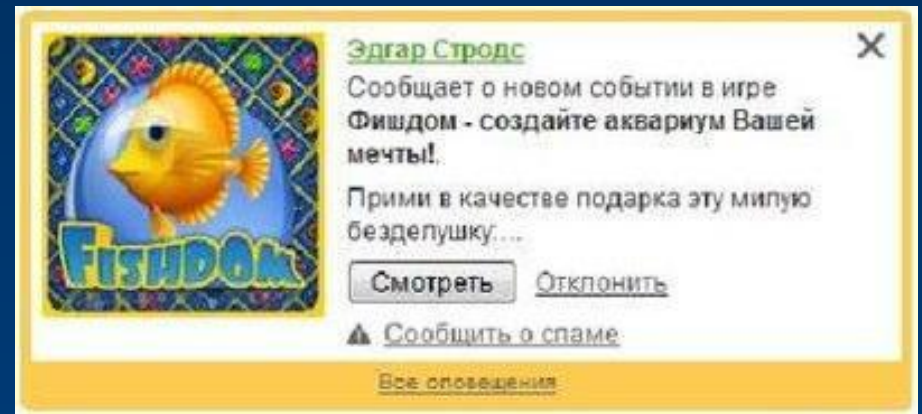 Эдгар Стродс
Сообщает о новом событии в игре
Фишдом - создайте аквариум Вашей
мечты!.
Прими в качестве подарка эту милую
безделушку:...
FISHDOM
Смотреть Отклонить
Сообщить о спаме
Все оповещения